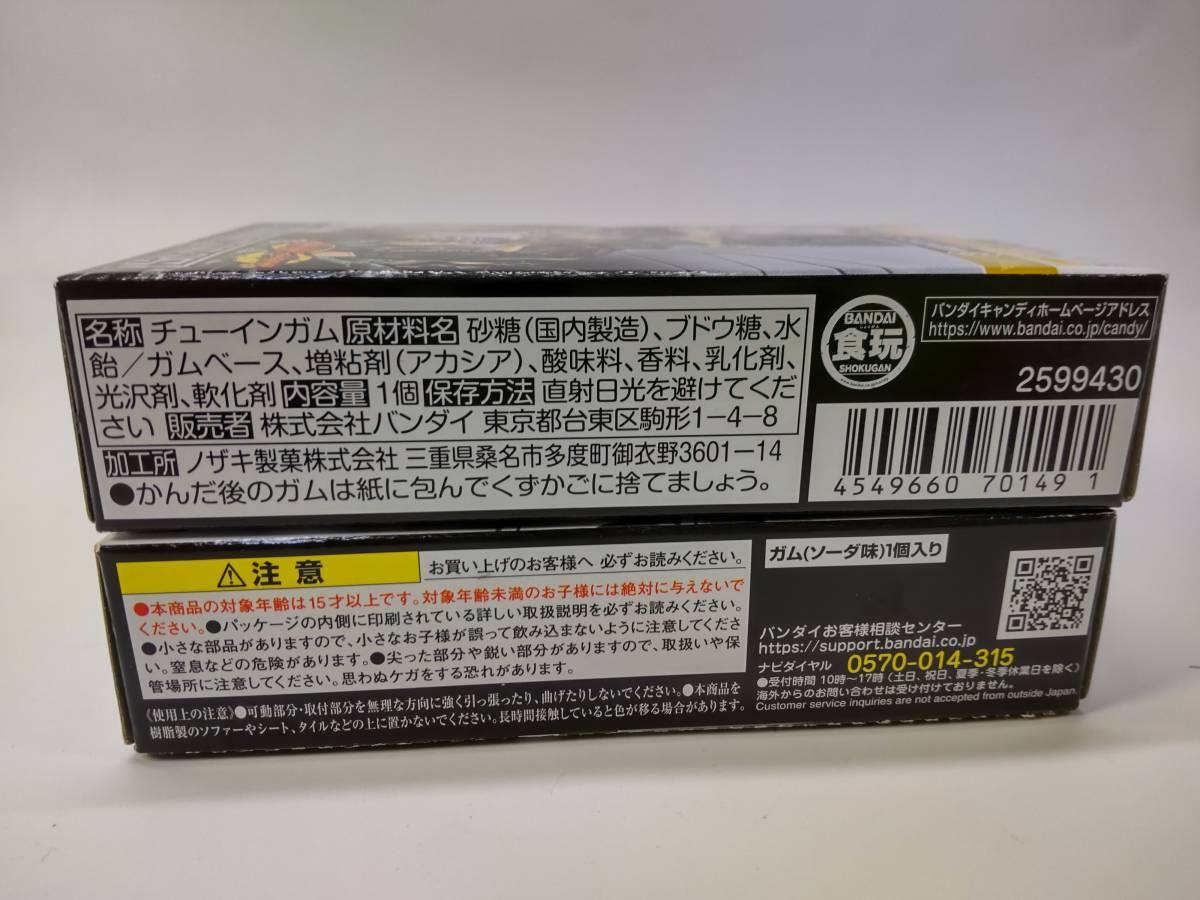 名称 チューインガム 原材料名 砂糖(国内製造)、ブドウ糖、水
飴/ガムベース、増粘剤(アカシア)、酸味料、香料、乳化剤、
光沢剤、軟化剤 内容量 1個 保存方法 直射日光を避けてくだ
さい 販売者 株式会社バンダイ 東京都台東区駒形1-4-8
加工所 ノザキ製菓株式会社 三重県桑名市多度町御衣野3601-14
●かんだ後のガムは紙に包んでくずかごに捨てましょう。
BANDAI
食玩
SHOKUGAN
バンダイキャンディホームページアドレス
https://www.bandai.co.jp/candy/
2599430
4549660 701491
⚠注意
お買い上げのお客様へ 必ずお読みください。
●本商品の対象年齢は15才以上です。対象年齢未満のお子様には絶対に与えないで
ください。●パッケージの内側に印刷されている詳しい取扱説明を必ずお読みください。
●小さな部品がありますので、小さなお子様が誤って飲み込まないように注意してくださ
い。窒息などの危険があります。●尖った部分や鋭い部分がありますので、取扱いや保
管場所に注意してください。思わぬケガをする恐れがあります。
《使用上の注意》●可動部分・取付部分を無理な方向に強く引っ張ったり、曲げたりしないでください。●本商品を
樹脂製のソファーやシート、タイルなどの上に置かないでください。長時間接触していると色が移る場合があります。
ガム(ソーダ味)1個入り
バンダイお客様相談センター
https://support.bandai.co.jp
ナビダイヤル 0570-014-315
●受付時間 10時~17時(土日、祝日、夏季・冬季休業日を除く)
海外からのお問い合わせは受け付けておりません。
Customer service inquiries are not accepted from outside Japan.